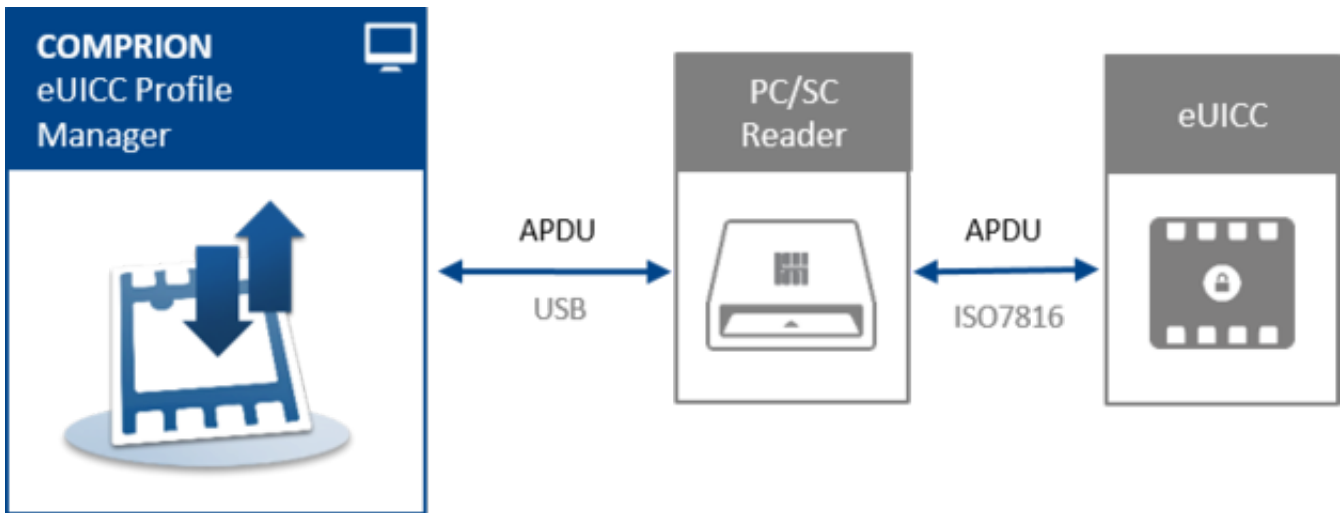 COMPRION
eUICC Profile
Manager
PC/SC
Reader
eUICC
APDU
USB
APDU
ISO7816